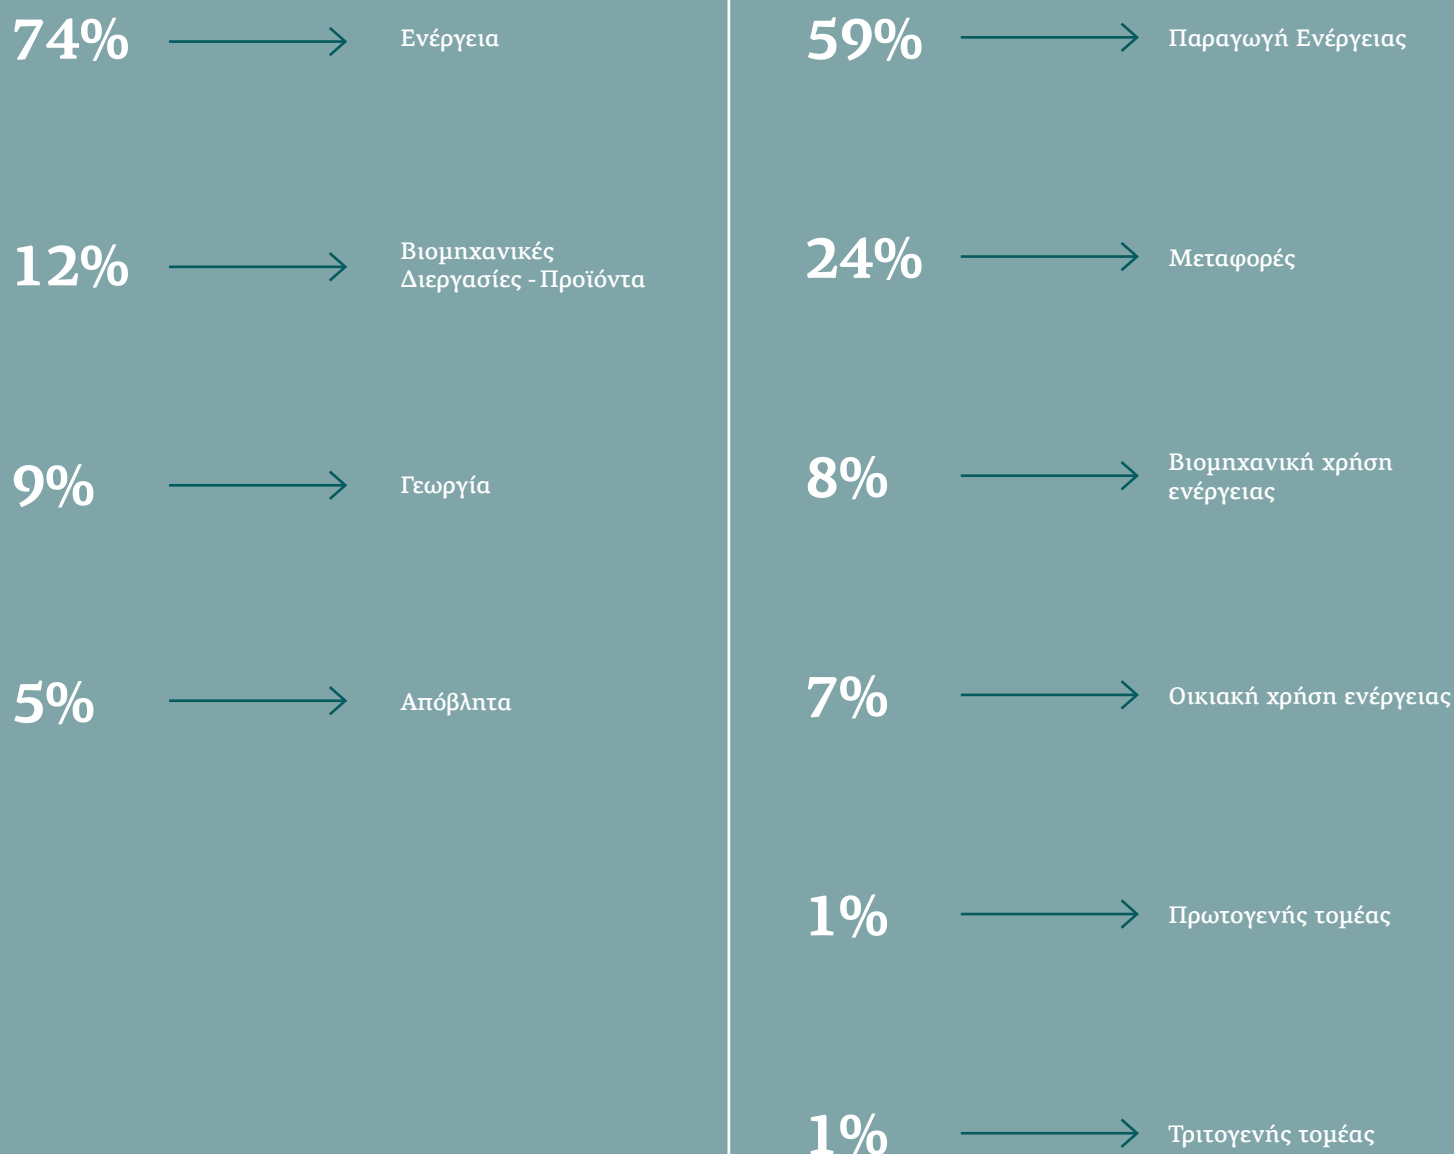 74%
Ενέργεια
12%
Βιομηχανικές
Διεργασίες - Προϊόντα
9%
Γεωργία
5%
Απόβλητα
59%
Παραγωγή Ενέργειας
24%
Μεταφορές
8%
Βιομηχανική χρήση
ενέργειας
7%
Οικιακή χρήση ενέργειας
1%
Πρωτογενής τομέας
1%
Τριτογενής τομέας